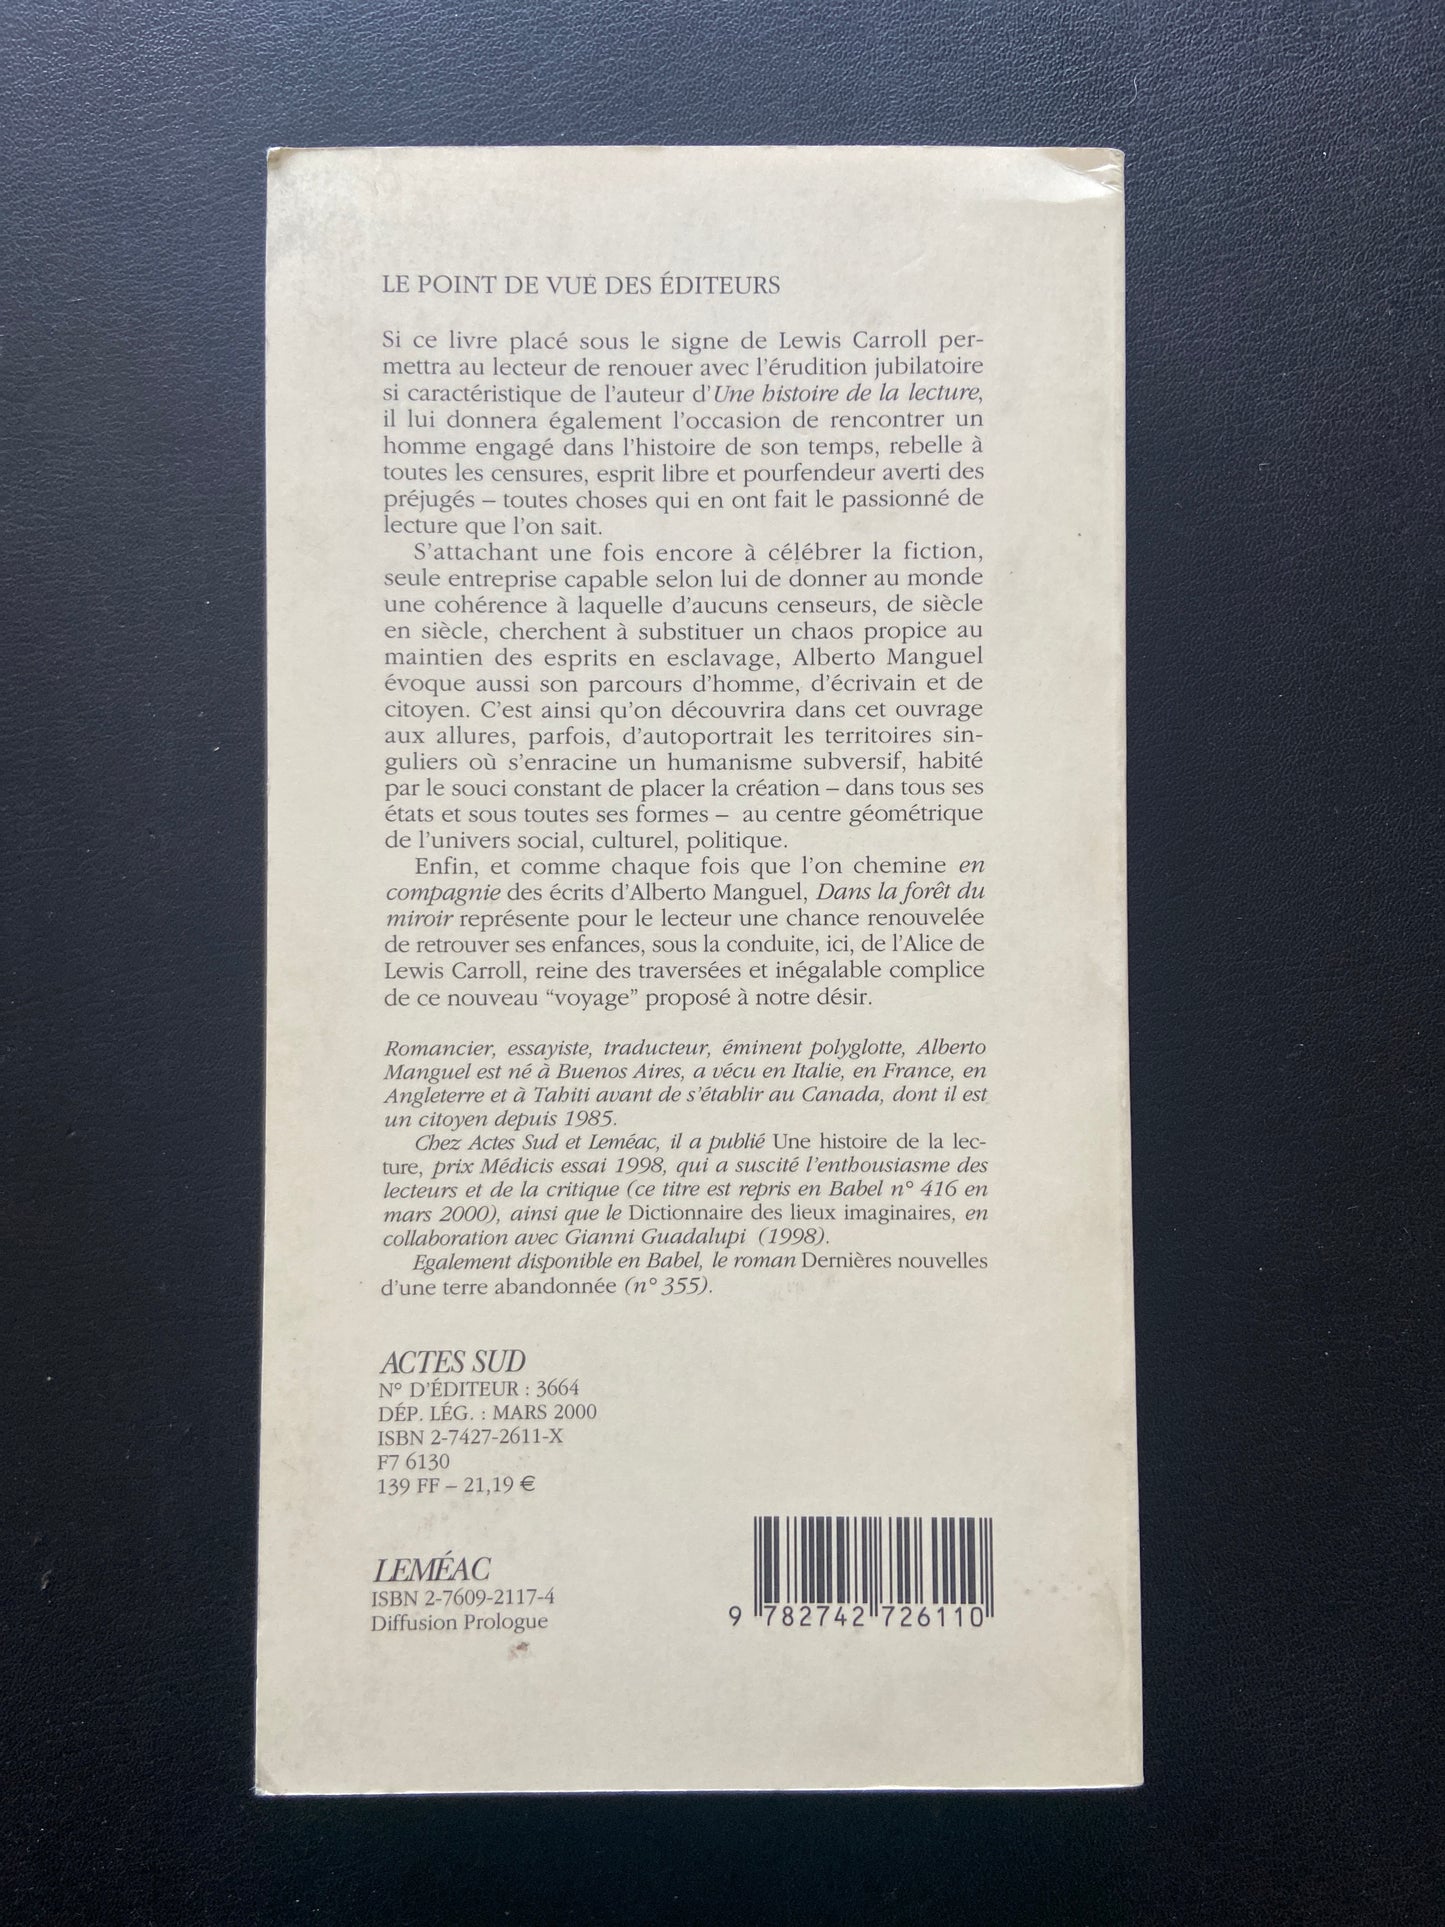 LE POINT DE VUE DES ÉDITEURS
Si ce livre placé sous le signe de Lewis Carroll per-
mettra au lecteur de renouer avec l'érudition jubilatoire
si caractéristique de l'auteur d'Une histoire de la lecture,
il lui donnera également l'occasion de rencontrer un
homme engagé dans l'histoire de son temps, rebelle à
toutes les censures, esprit libre et pourfendeur averti des
préjugés – toutes choses qui en ont fait le passionné de
lecture que l'on sait.
S'attachant une fois encore à célébrer la fiction,
seule entreprise capable selon lui de donner au monde
une cohérence à laquelle d'aucuns censeurs, de siècle
en siècle, cherchent à substituer un chaos propice au
maintien des esprits en esclavage, Alberto Manguel
évoque aussi son parcours d'homme, d'écrivain et de
citoyen. C'est ainsi qu'on découvrira dans cet ouvrage
aux allures, parfois, d'autoportrait les territoires sin-
guliers où s'enracine un humanisme subversif, habité
par le souci constant de placer la création – dans tous ses
états et sous toutes ses formes – au centre géométrique
de l'univers social, culturel, politique.
Enfin, et comme chaque fois que l'on chemine en
compagnie des écrits d'Alberto Manguel, Dans la forêt du
miroir représente pour le lecteur une chance renouvelée
de retrouver ses enfances, sous la conduite, ici, de l'Alice de
Lewis Carroll, reine des traversées et inégalable complice
de ce nouveau “voyage” proposé à notre désir.
Romancier, essayiste, traducteur, éminent polyglotte, Alberto
Manguel est né à Buenos Aires, a vécu en Italie, en France, en
Angleterre et à Tahiti avant de s'établir au Canada, dont il est
un citoyen depuis 1985.
Chez Actes Sud et Leméac, il a publié Une histoire de la lec-
ture, prix Médicis essai 1998, qui a suscité l'enthousiasme des
lecteurs et de la critique (ce titre est repris en Babel n° 416 en
mars 2000), ainsi que le Dictionnaire des lieux imaginaires, en
collaboration avec Gianni Guadalupi (1998).
Egalement disponible en Babel, le roman Dernières nouvelles
d'une terre abandonnée (n° 355).
ACTES SUD
N° D'ÉDITEUR : 3664
DÉP. LÉG. : MARS 2000
ISBN 2-7427-2611-X
F7 6130
139 FF – 21,19 €
LEMÉAC
ISBN 2-7609-2117-4
Diffusion Prologue
9 782742 726110